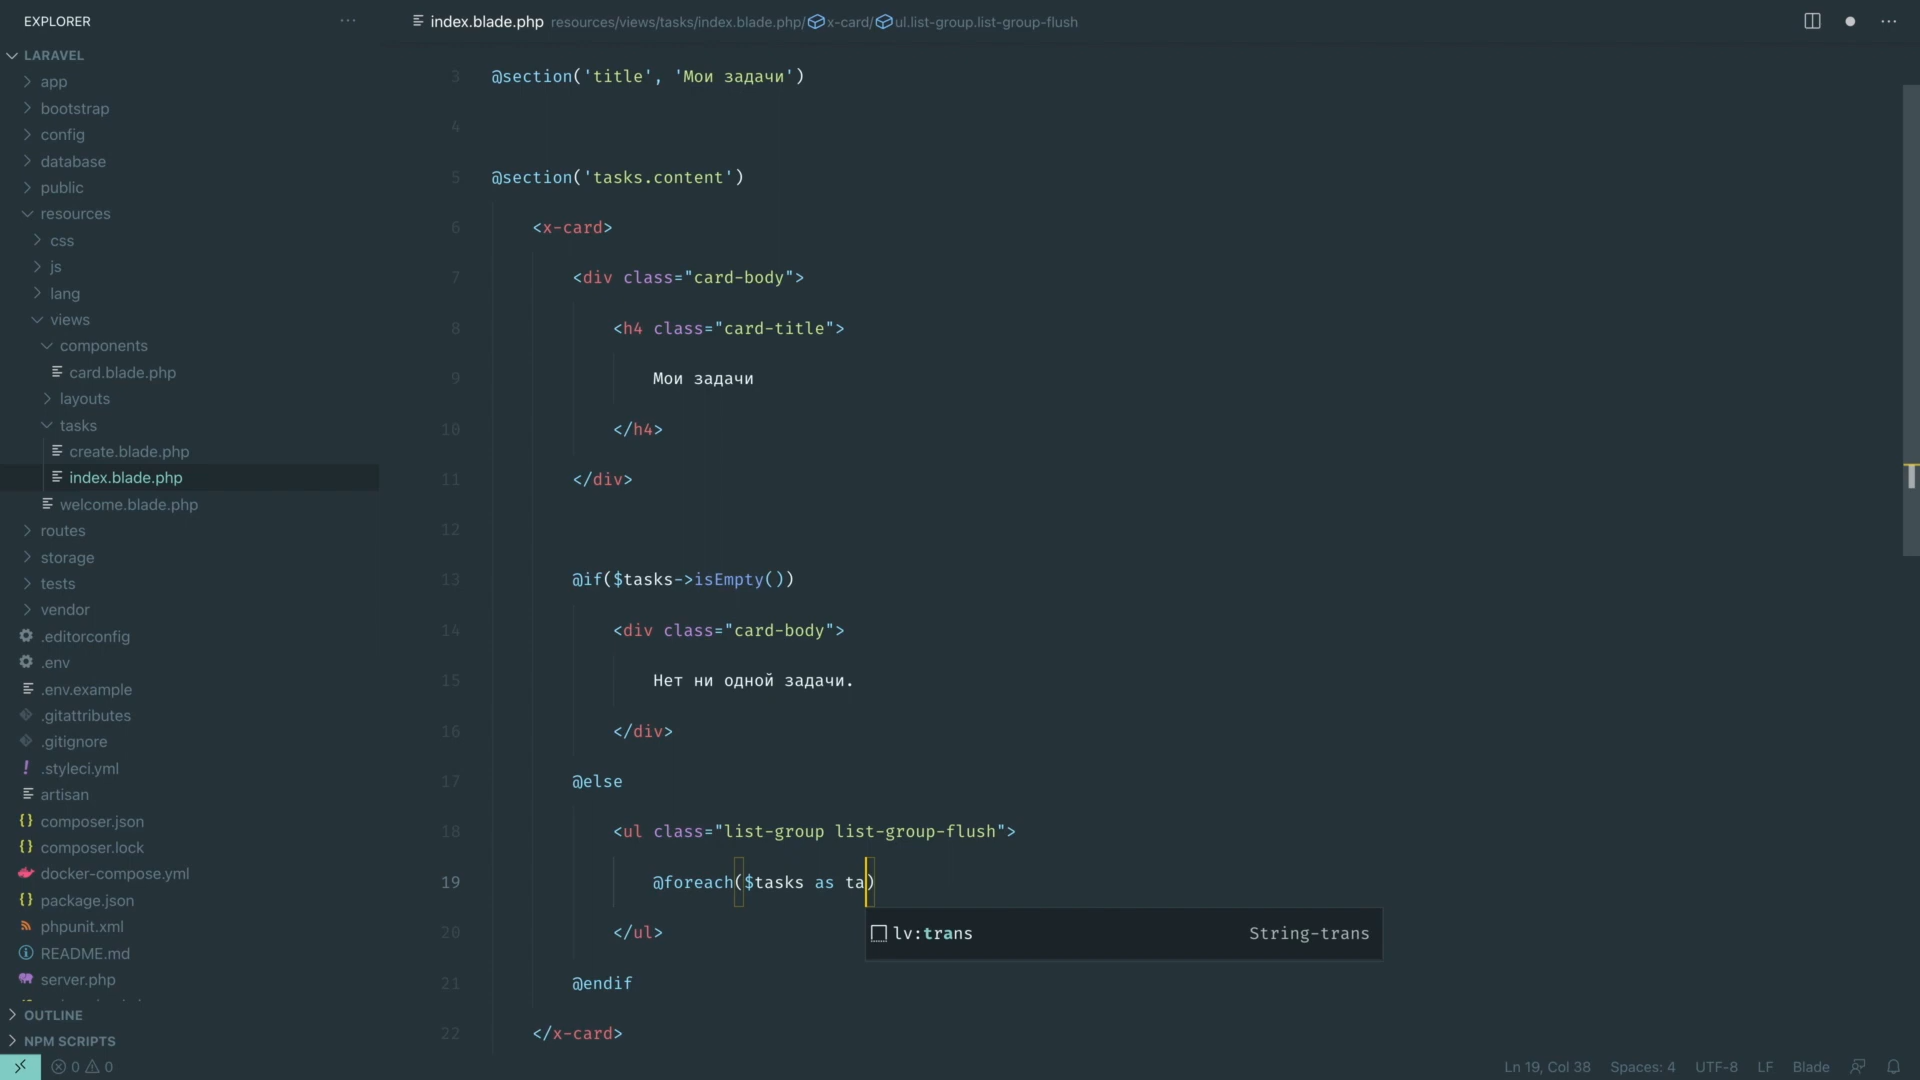 EXPLORER
LARAVEL
app
bootstrap
config
database
public
resources
css
js
lang
views
components
card.blade.php
layouts
tasks
create.blade.php
index.blade.php
welcome.blade.php
routes
storage
tests
vendor
.editorconfig
.env
.env.example
.gitattributes
.gitignore
.styleci.yml
artisan
composer.json
composer.lock
docker-compose.yml
package.json
phpunit.xml
README.md
server.php
OUTLINE
NPM SCRIPTS
index.blade.php resources/views/tasks/index.blade.php/x-card/ul.list-group.list-group-flush
3 @section('title', 'Мои задачи')
4
5 @section('tasks.content')
6 <x-card>
7 <div class="card-body">
8 <h4 class="card-title">
9 Мои задачи
10 </h4>
11 </div>
12
13 @if($tasks->isEmpty())
14 <div class="card-body">
15 Нет ни одной задачи.
16 </div>
17 @else
18 <ul class="list-group list-group-flush">
19 @foreach($tasks as ta)
lv:trans String-trans
20 </ul>
21 @endif
22 </x-card>
0 0 Ln 19, Col 38 Spaces: 4 UTF-8 LF Blade